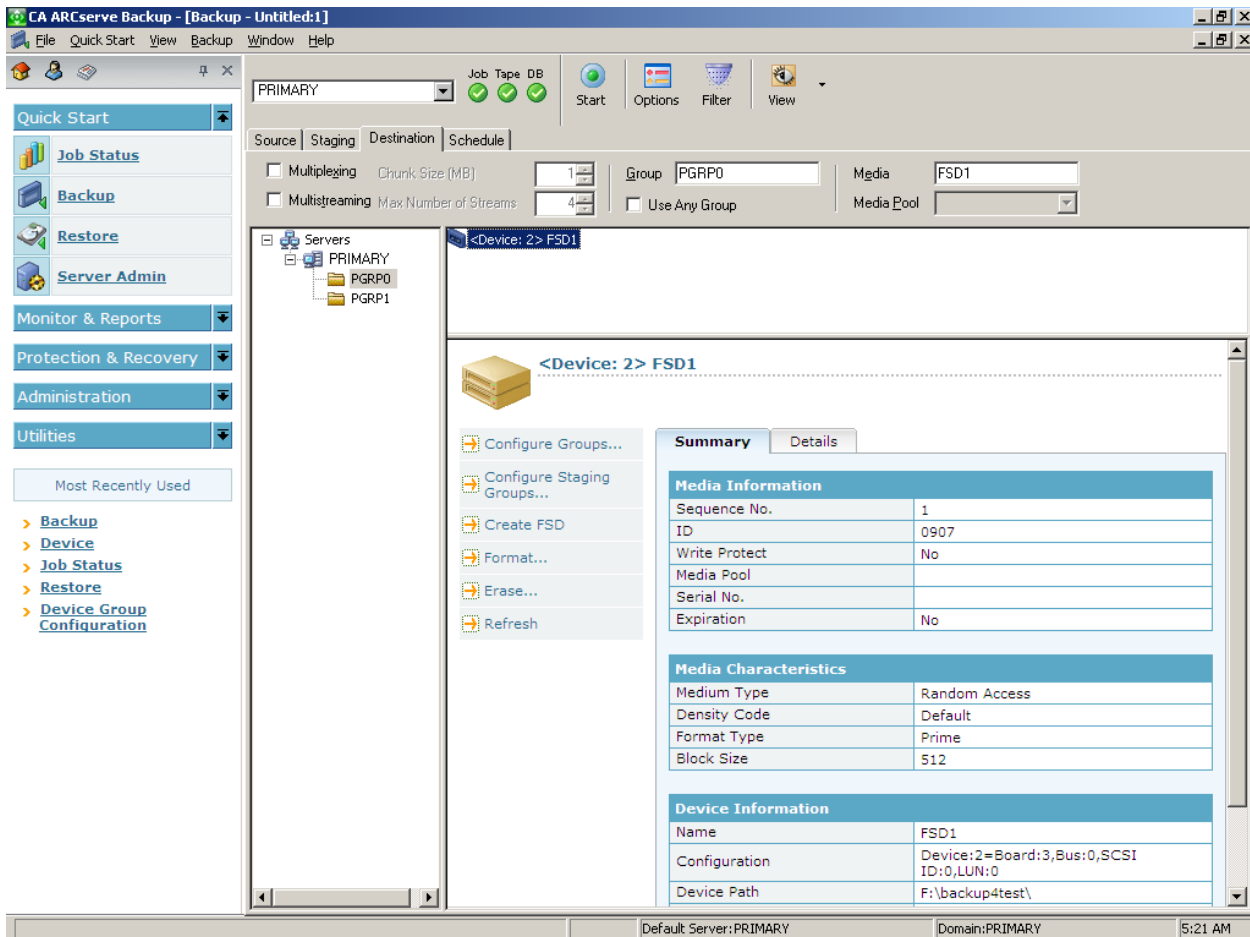 CA ARCserve Backup - [Backup - Untitled:1]
File Quick Start View Backup Window Help
PRIMARY
Job Tape DB
Start
Options
Filter
View
Quick Start
Job Status
Backup
Restore
Server Admin
Monitor & Reports
Protection & Recovery
Administration
Utilities
Most Recently Used
Backup
Device
Job Status
Restore
Device Group
Configuration
Source Staging Destination Schedule
Multiplexing Chunk Size (MB) 1 Group PGRP0 Media FSD1
Multistreaming Max Number of Streams 4 Use Any Group Media Pool
Servers
PRIMARY
PGRP0
PGRP1
<Device: 2> FSD1
<Device: 2> FSD1
Configure Groups...
Configure Staging
Groups...
Create FSD
Format...
Erase...
Refresh
Summary Details
Media Information
Sequence No. 1
ID 0907
Write Protect No
Media Pool
Serial No.
Expiration No
Media Characteristics
Medium Type Random Access
Density Code Default
Format Type Prime
Block Size 512
Device Information
Name FSD1
Configuration Device:2=Board:3,Bus:0,SCSI
ID:0,LUN:0
Device Path F:\backup4test\
Default Server:PRIMARY Domain:PRIMARY 5:21 AM